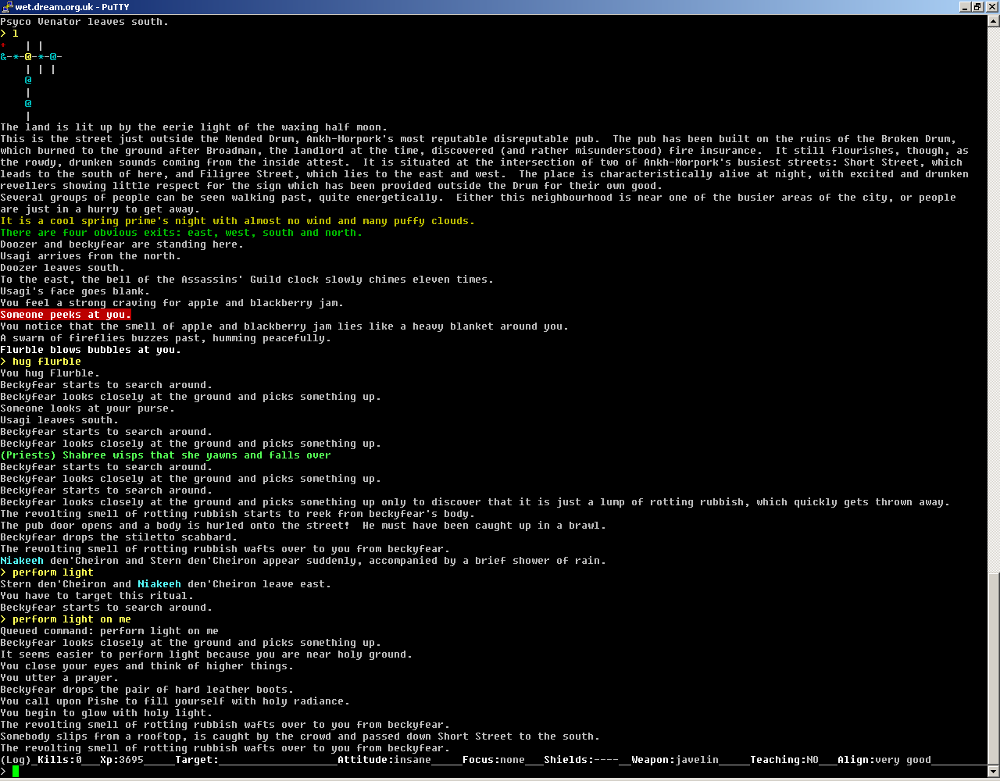 wet.dream.org.uk - PuTTY
Psyco Venator leaves south.
> l
*   | |
&-*-@-*-@-
    | | |
    @
    |
    @
    |
The land is lit up by the eerie light of the waxing half moon.
This is the street just outside the Mended Drum, Ankh-Morpork's most reputable disreputable pub.  The pub has been built on the ruins of the Broken Drum,
which burned to the ground after Broadman, the landlord at the time, discovered (and rather misunderstood) fire insurance.  It still flourishes, though, as
the rowdy, drunken sounds coming from the inside attest.  It is situated at the intersection of two of Ankh-Morpork's busiest streets: Short Street, which
leads to the south of here, and Filigree Street, which lies to the east and west.  The place is characteristically alive at night, with excited and drunken
revellers showing little respect for the sign which has been provided outside the Drum for their own good.
Several groups of people can be seen walking past, quite energetically.  Either this neighbourhood is near one of the busier areas of the city, or people
are just in a hurry to get away.
It is a cool spring prime's night with almost no wind and many puffy clouds.
There are four obvious exits: east, west, south and north.
Doozer and beckyfear are standing here.
Usagi arrives from the north.
Doozer leaves south.
To the east, the bell of the Assassins' Guild clock slowly chimes eleven times.
Usagi's face goes blank.
You feel a strong craving for apple and blackberry jam.
Someone peeks at you.
You notice that the smell of apple and blackberry jam lies like a heavy blanket around you.
A swarm of fireflies buzzes past, humming peacefully.
Flurble blows bubbles at you.
> hug flurble
You hug Flurble.
Beckyfear starts to search around.
Beckyfear looks closely at the ground and picks something up.
Someone looks at your purse.
Usagi leaves south.
Beckyfear starts to search around.
Beckyfear looks closely at the ground and picks something up.
(Priests) Shabree wisps that she yawns and falls over
Beckyfear starts to search around.
Beckyfear looks closely at the ground and picks something up.
Beckyfear starts to search around.
Beckyfear looks closely at the ground and picks something up only to discover that it is just a lump of rotting rubbish, which quickly gets thrown away.
The revolting smell of rotting rubbish starts to reek from beckyfear's body.
The pub door opens and a body is hurled onto the street!  He must have been caught up in a brawl.
Beckyfear drops the stiletto scabbard.
The revolting smell of rotting rubbish wafts over to you from beckyfear.
Niakeeh den'Cheiron and Stern den'Cheiron appear suddenly, accompanied by a brief shower of rain.
> perform light
Stern den'Cheiron and Niakeeh den'Cheiron leave east.
You have to target this ritual.
Beckyfear starts to search around.
> perform light on me
Queued command: perform light on me
Beckyfear looks closely at the ground and picks something up.
It seems easier to perform light because you are near holy ground.
You close your eyes and think of higher things.
You utter a prayer.
Beckyfear drops the pair of hard leather boots.
You call upon Pishe to fill yourself with holy radiance.
You begin to glow with holy light.
The revolting smell of rotting rubbish wafts over to you from beckyfear.
Somebody slips from a rooftop, is caught by the crowd and passed down Short Street to the south.
The revolting smell of rotting rubbish wafts over to you from beckyfear.
(Log)_Kills:0___Xp:3695_____Target:___________________Attitude:insane_____Focus:none___Shields:----__Weapon:javelin_____Teaching:NO___Align:very good_________
>